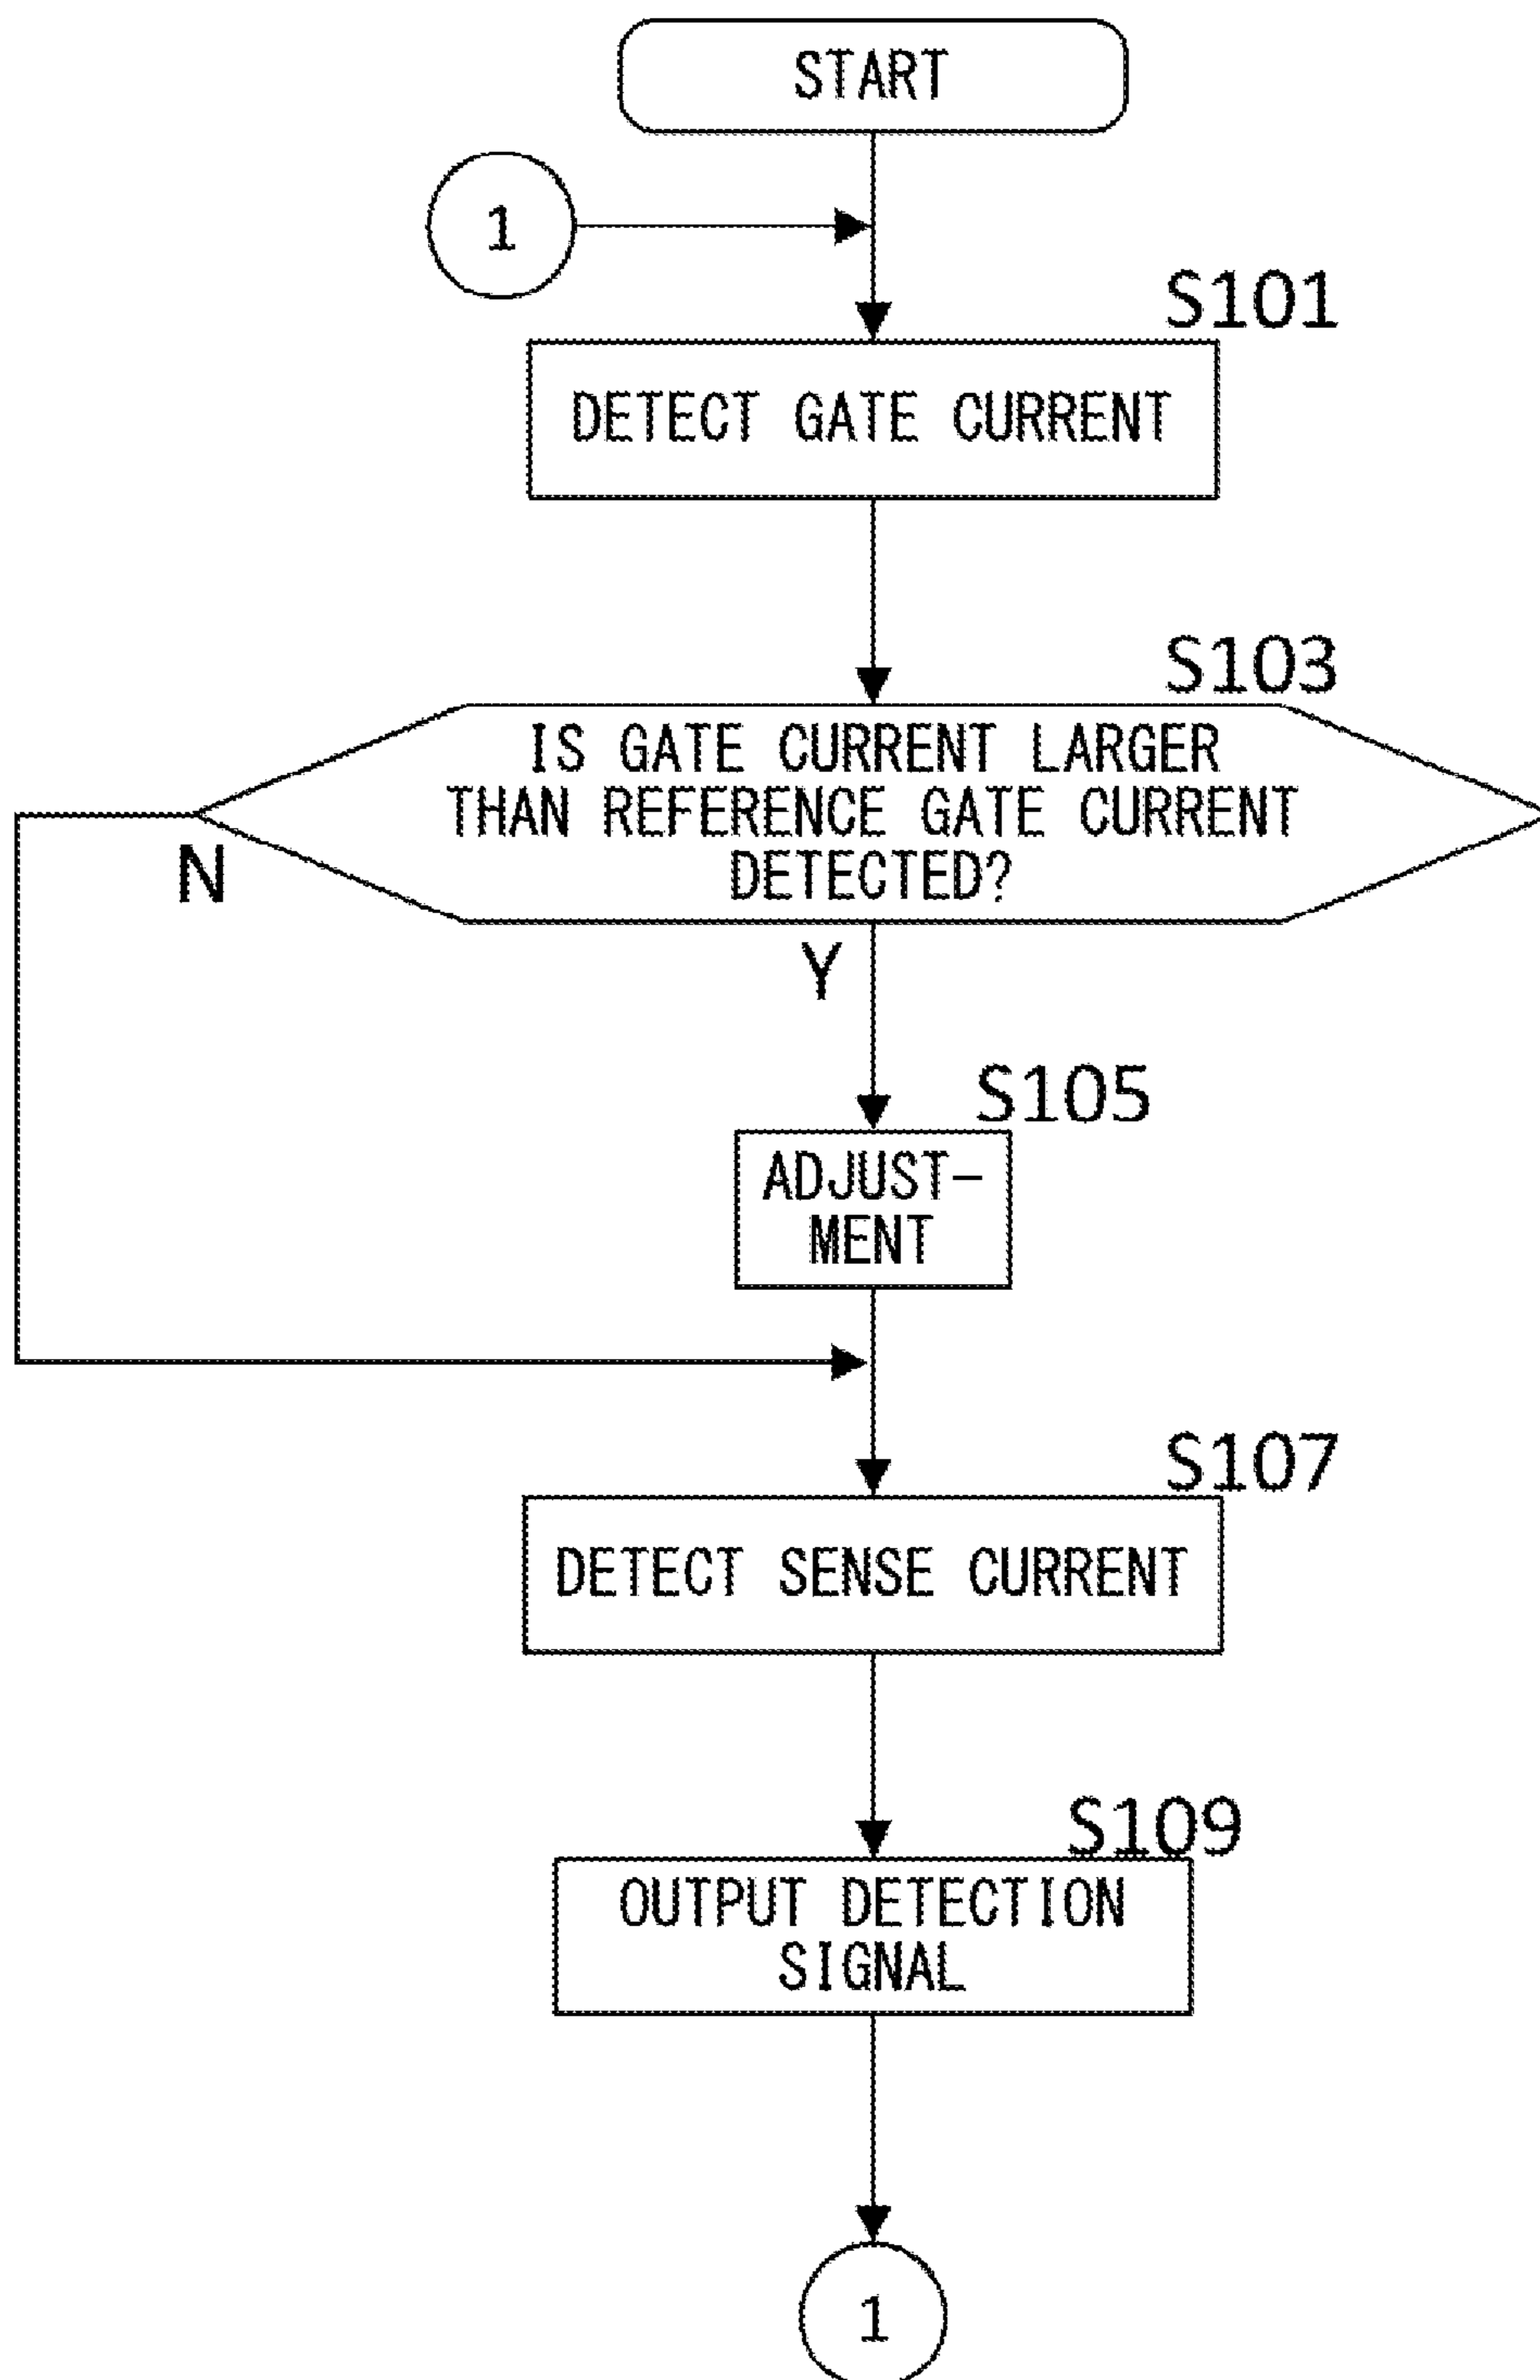 START
1
S101
DETECT GATE CURRENT
S103
IS GATE CURRENT LARGER
THAN REFERENCE GATE CURRENT
DETECTED?
N
Y
S105
ADJUST-
MENT
S107
DETECT SENSE CURRENT
S109
OUTPUT DETECTION
SIGNAL
1